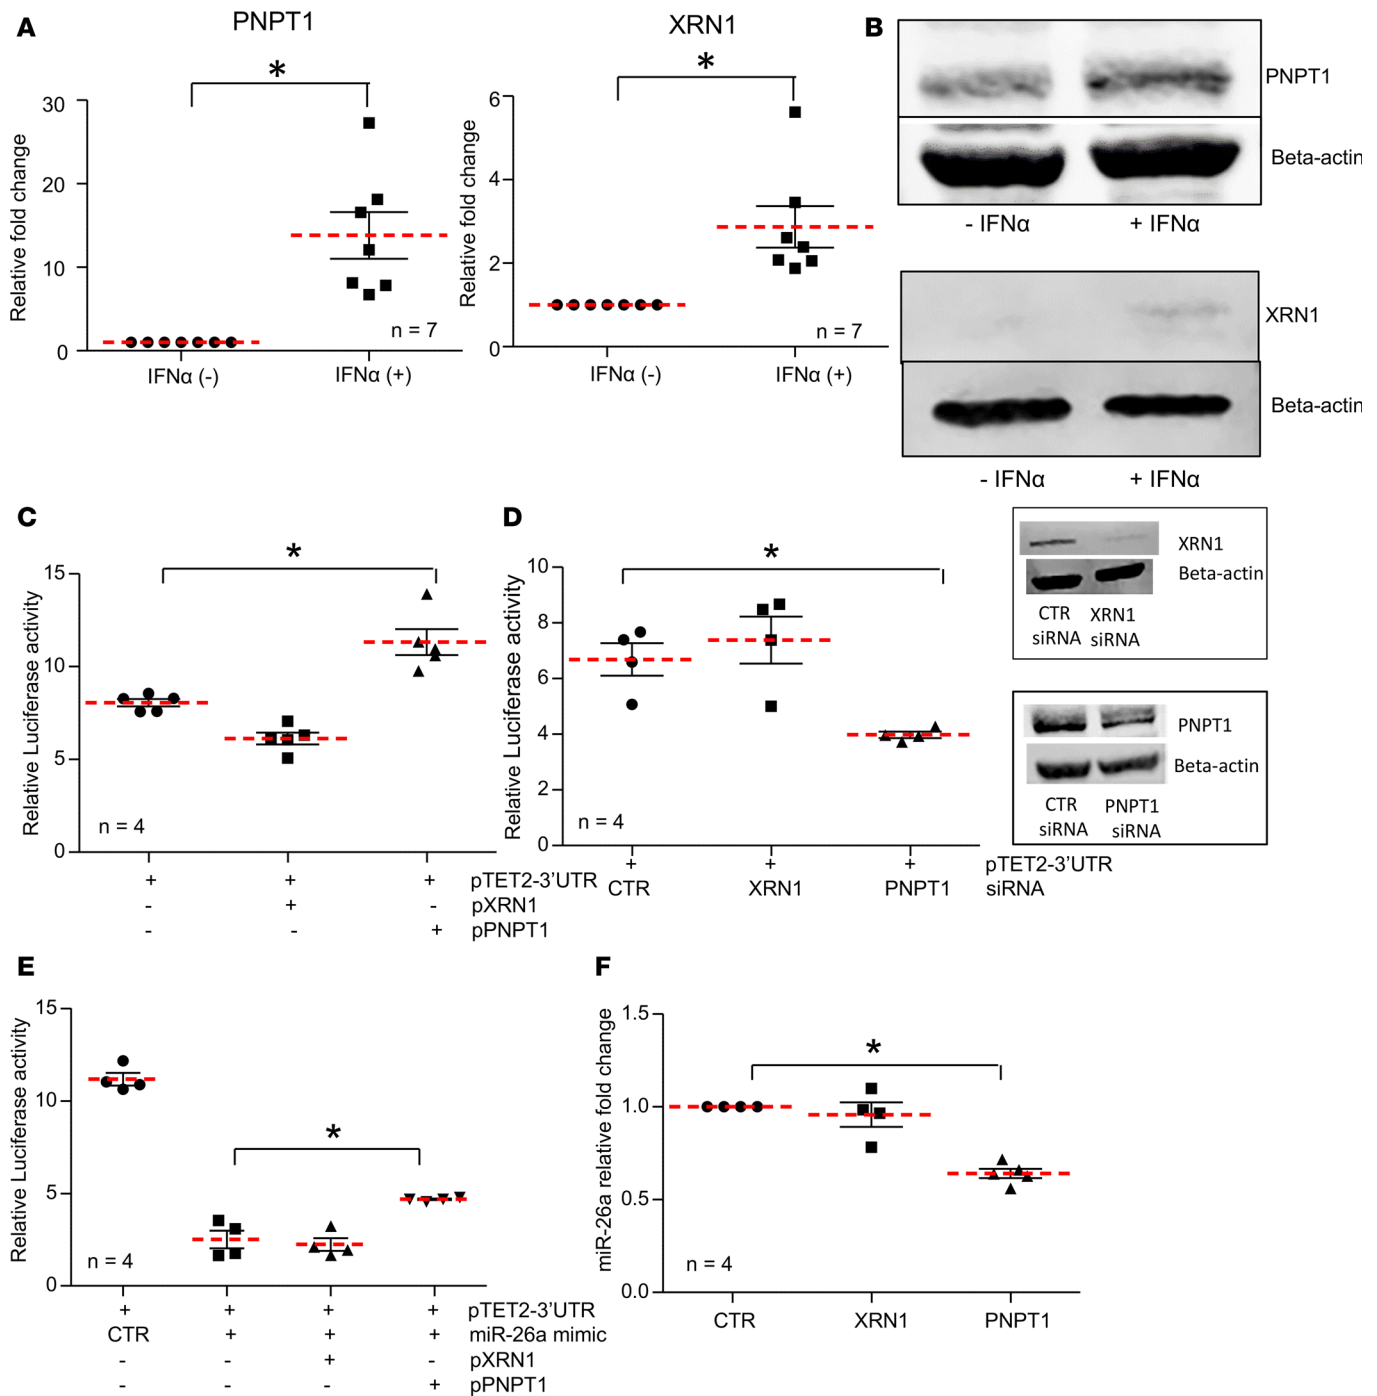 A
PNPT1
*
Relative fold change
30
20
10
0
n = 7
IFNα (-)
IFNα (+)
XRN1
*
Relative fold change
6
4
2
0
n = 7
IFNα (-)
IFNα (+)
B
PNPT1
Beta-actin
- IFNα
+ IFNα
XRN1
Beta-actin
- IFNα
+ IFNα
C
*
Relative Luciferase activity
15
10
5
0
n = 4
+ + + pTET2-3'UTR
- + - pXRN1
- - + pPNPT1
D
*
Relative Luciferase activity
10
8
6
4
2
0
n = 4
+ + + pTET2-3'UTR
CTR XRN1 PNPT1 siRNA
XRN1
Beta-actin
CTR XRN1
siRNA siRNA
PNPT1
Beta-actin
CTR PNPT1
siRNA siRNA
E
*
Relative Luciferase activity
15
10
5
0
n = 4
+ + + + pTET2-3'UTR
CTR + + + miR-26a mimic
- - + - pXRN1
- - - + pPNPT1
F
*
miR-26a relative fold change
1.5
1.0
0.5
0.0
n = 4
CTR XRN1 PNPT1